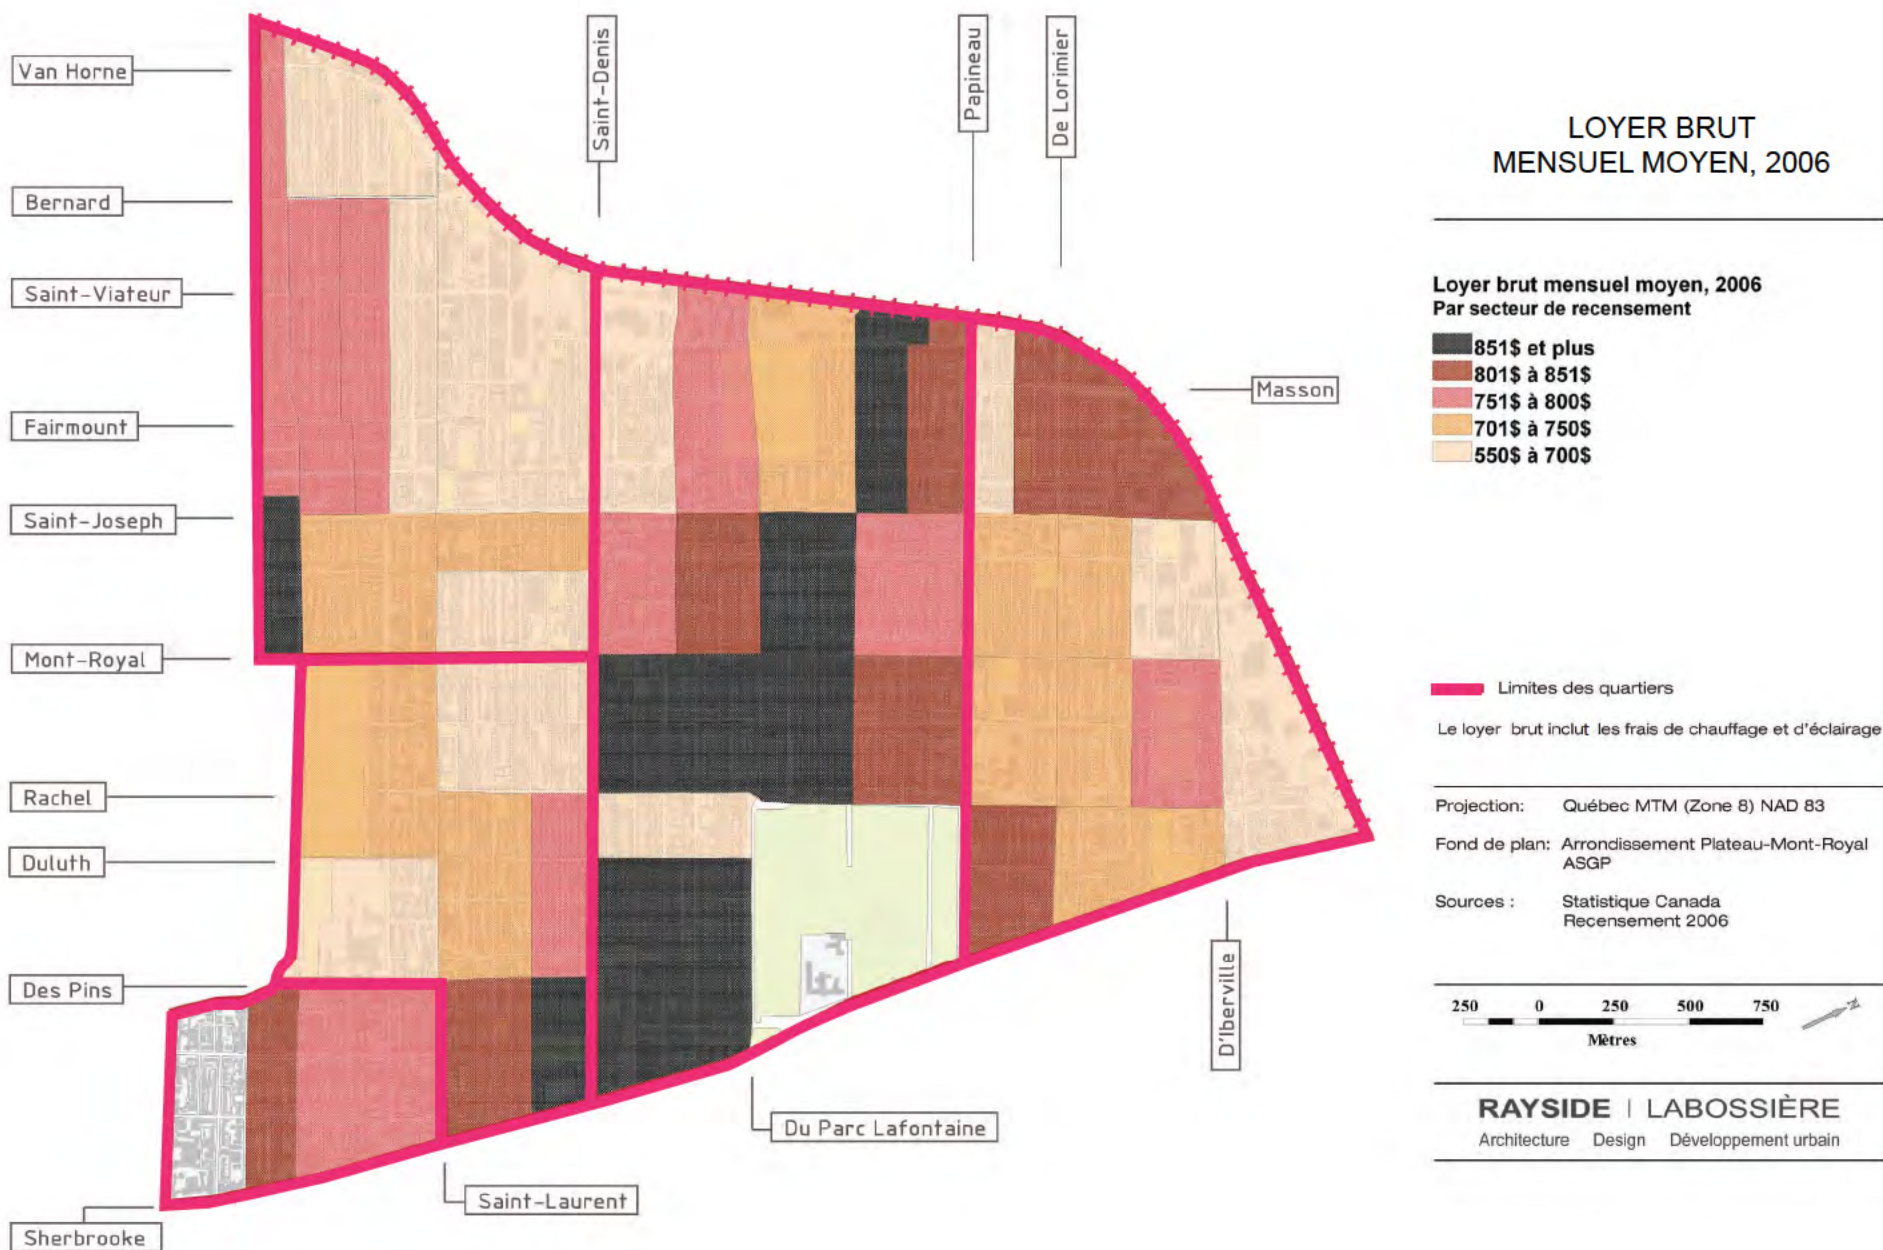 Van Horne
Bernard
Saint-Viateur
Fairmount
Saint-Joseph
Mont-Royal
Rachel
Duluth
Des Pins
Sherbrooke
Saint-Denis
Papineau
De Lorimier
Masson
D'Iberville
Du Parc Lafontaine
Saint-Laurent
LOYER BRUT
MENSUEL MOYEN, 2006
Loyer brut mensuel moyen, 2006
Par secteur de recensement
851$ et plus
801$ à 851$
751$ à 800$
701$ à 750$
550$ à 700$
Limites des quartiers
Le loyer brut inclut les frais de chauffage et d'éclairage
Projection: Québec MTM (Zone 8) NAD 83
Fond de plan: Arrondissement Plateau-Mont-Royal
ASGP
Sources : Statistique Canada
Recensement 2006
250 0 250 500 750
Mètres
N
RAYSIDE | LABOSSIÈRE
Architecture Design Développement urbain